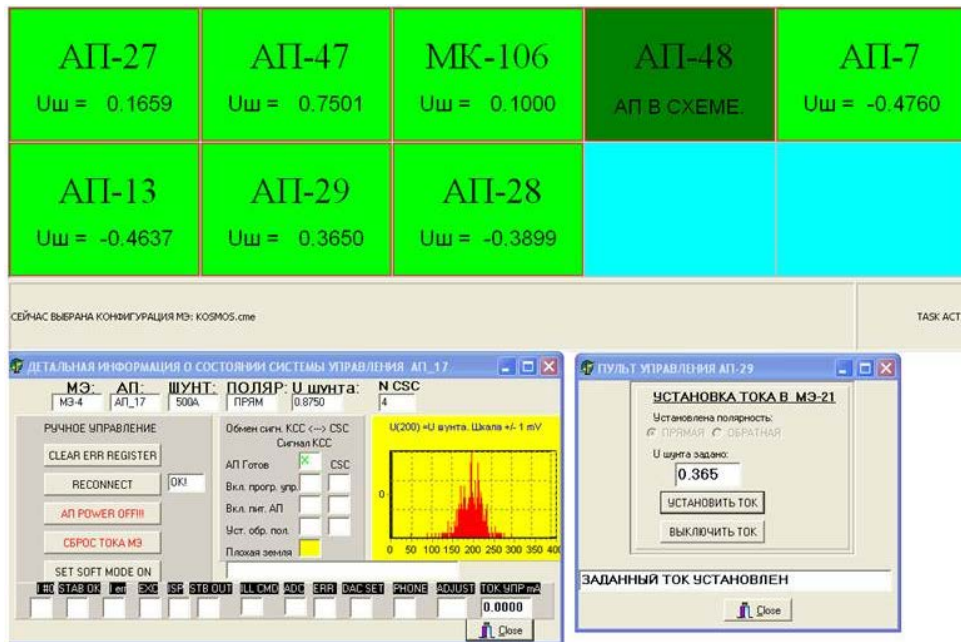 АП-27 АП-47 МК-106 АП-48 АП-7
Uш = 0.1659 Uш = 0.7501 Uш = 0.1000 АП В СХЕМЕ. Uш = -0.4760
АП-13 АП-29 АП-28
Uш = -0.4637 Uш = 0.3650 Uш = -0.3899
СЕЙЧАС ВЫБРАНА КОНФИГУРАЦИЯ МЭ: KOSMOS.cme TASK ACT
ДЕТАЛЬНАЯ ИНФОРМАЦИЯ О СОСТОЯНИИ СИСТЕМЫ УПРАВЛЕНИЯ АП_17
МЭ: АП: ШУНТ: ПОЛЯР: U шунта: N CSC
МЭ-4 АП_17 500А ПРЯМ 0.8750 4
РУЧНОЕ УПРАВЛЕНИЕ
CLEAR ERR REGISTER
RECONNECT OK!
АП POWER OFF!!!
СБРОС ТОКА МЭ
SET SOFT MODE ON
Обмен сигн. КСС <--> CSC
Сигнал КСС
АП Готов CSC
Вкл. прогр. упр.
Вкл. пит. АП
Уст. обр. пол.
Плохая земля
U(200) =U шунта. Шкала +/- 1 mV
0
0 50 100 150 200 250 300 350 400
I #0 STAB OK I err EXC ISP STB OUT ILL CMD ADC ERR DAC SET PHONE ADJUST ТОК УПР mA
0.0000
Close
ПУЛЬТ УПРАВЛЕНИЯ АП-29
УСТАНОВКА ТОКА В МЭ-21
Установлена полярность:
ПРЯМАЯ ОБРАТНАЯ
U шунта задано:
0.365
УСТАНОВИТЬ ТОК
ВЫКЛЮЧИТЬ ТОК
ЗАДАННЫЙ ТОК УСТАНОВЛЕН
Close